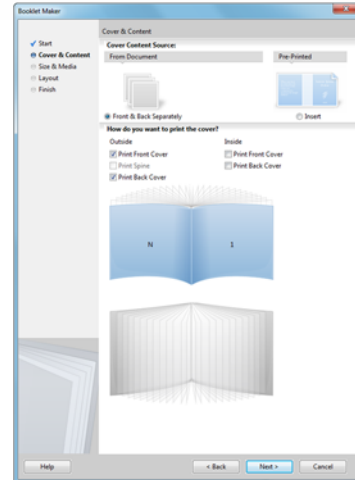 Booklet Maker
Start
Cover & Content
Size & Media
Layout
Finish
Cover & Content
Cover Content Source:
From Document Pre-Printed
Front & Back Separately Insert
How do you want to print the cover?
Outside Inside
Print Front Cover Print Front Cover
Print Spine Print Back Cover
Print Back Cover
N 1
Help < Back Next > Cancel